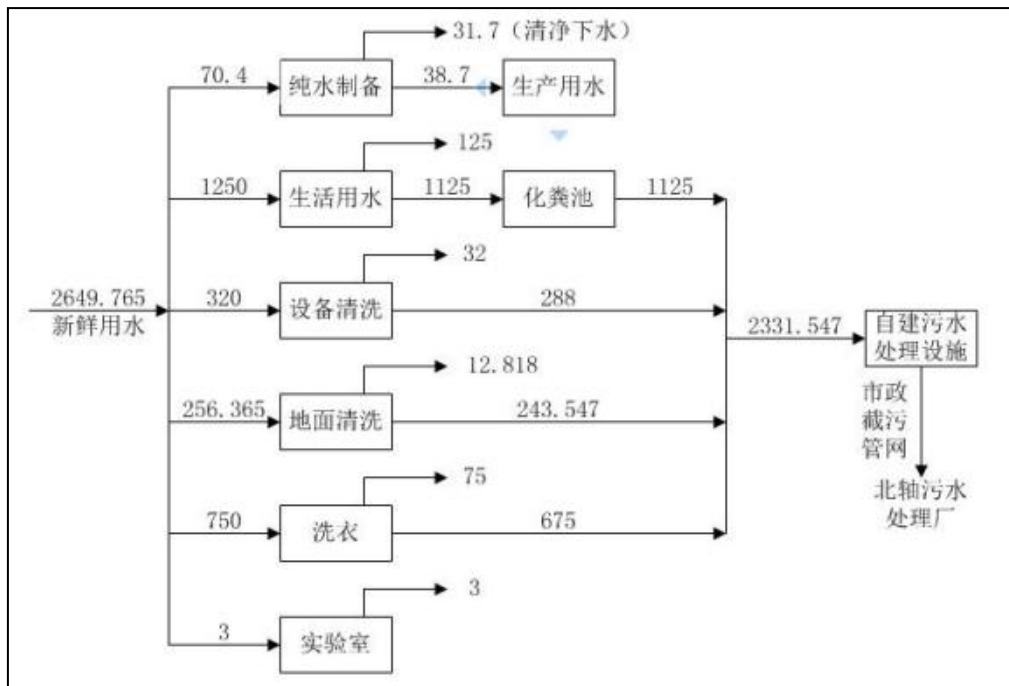 31.7（清净下水）
70.4
纯水制备
38.7
生产用水
125
1250
生活用水
1125
化粪池
1125
32
2649.765
新鲜用水
320
设备清洗
288
2331.547
自建污水
处理设施
12.818
256.365
地面清洗
243.547
市政
截污
管网
75
750
洗衣
675
北轴污水
处理厂
3
3
实验室